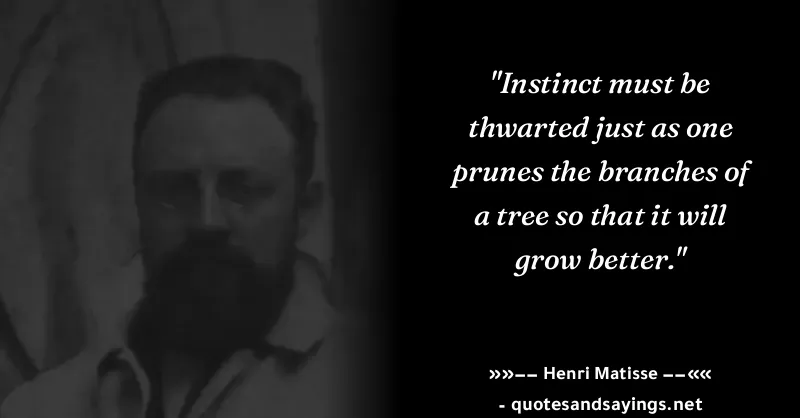 "Instinct must be
thwarted just as one
prunes the branches of
a tree so that it will
grow better."
»»–– Henri Matisse ––««
- quotesandsayings.net